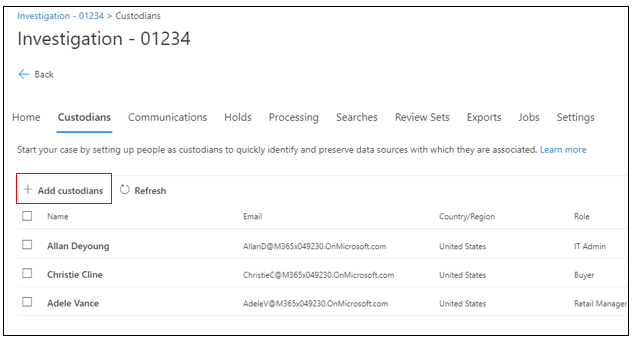 Investigation - 01234 > Custodians
Investigation - 01234
Back
Home Custodians Communications Holds Processing Searches Review Sets Exports Jobs Settings
Start your case by setting up people as custodians to quickly identify and preserve data sources with which they are associated. Learn more
+ Add custodians Refresh
Name Email Country/Region Role
Allan Deyoung AllanD@M365x049230.OnMicrosoft.com United States IT Admin
Christie Cline ChristieC@M365x049230.OnMicrosoft.com United States Buyer
Adele Vance AdeleV@M365x049230.OnMicrosoft.com United States Retail Manager